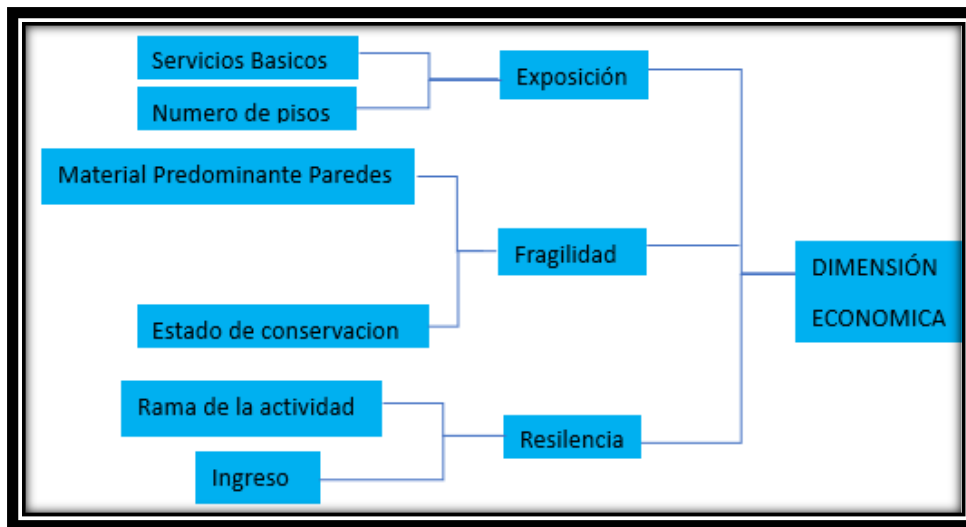 Servicios Basicos
Exposición
Numero de pisos
Material Predominante Paredes
Fragilidad
DIMENSIÓN
ECONOMICA
Estado de conservacion
Rama de la actividad
Resilencia
Ingreso